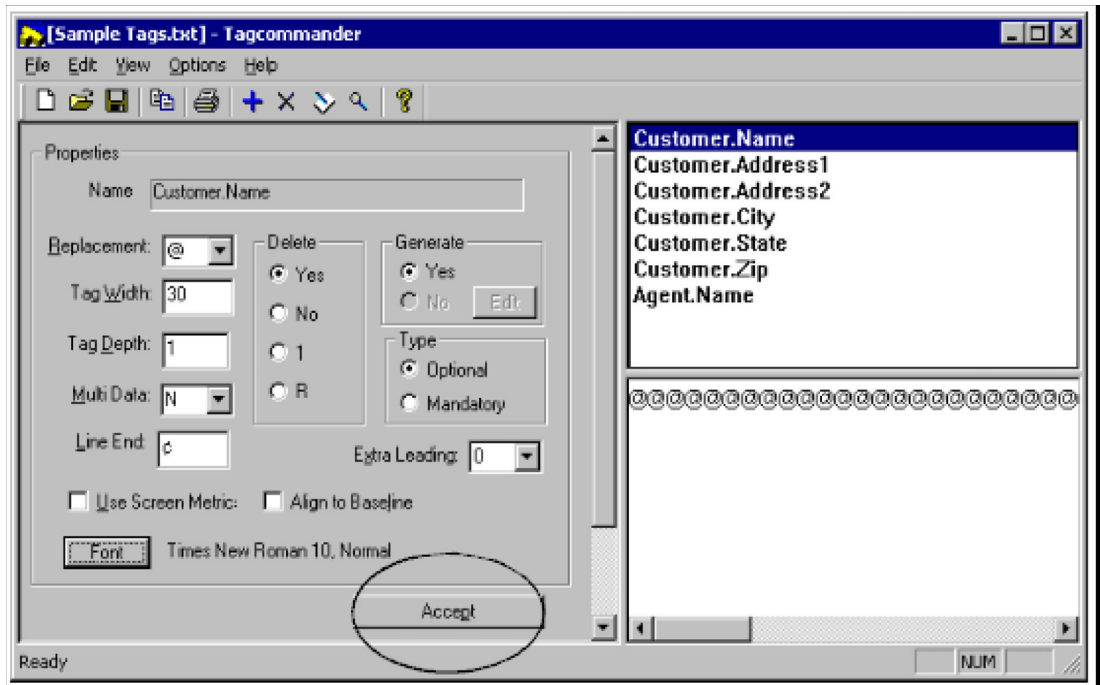 [Sample Tags.txt] - Tagcommander
File Edit View Options Help
Properties
Name Customer.Name
Replacement: @
Tag Width: 30
Tag Depth: 1
Multi Data: N
Line End: ¢
Delete
Yes
No
1
R
Generate
Yes
No Edit
Type
Optional
Mandatory
Extra Leading: 0
Use Screen Metric: Align to Baseline
Font Times New Roman 10, Normal
Accept
Customer.Name
Customer.Address1
Customer.Address2
Customer.City
Customer.State
Customer.Zip
Agent.Name
@@@@@@@@@@@@@@@@@@@@@@@@
Ready NUM